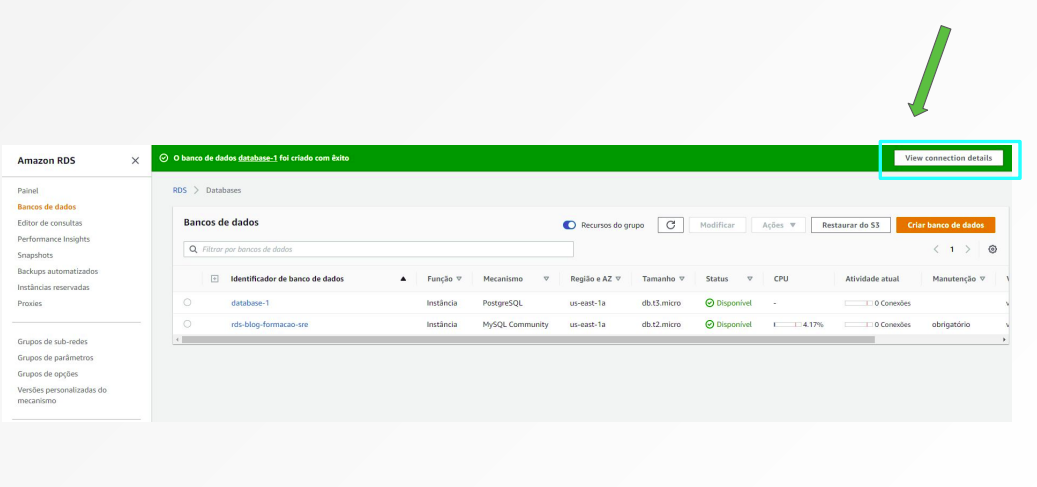 Amazon RDS
O banco de dados database-1 foi criado com êxito
View connection details
Painel
Bancos de dados
Editor de consultas
Performance Insights
Snapshots
Backups automatizados
Instâncias reservadas
Proxies
Grupos de sub-redes
Grupos de parâmetros
Grupos de opções
Versões personalizadas do
mecanismo
RDS > Databases
Bancos de dados
Recursos do grupo
Modificar
Ações
Restaurar do S3
Criar banco de dados
Filtrar por bancos de dados
< 1 >
Identificador de banco de dados Função Mecanismo Região e AZ Tamanho Status CPU Atividade atual Manutenção
database-1 Instância PostgreSQL us-east-1a db.t3.micro Disponível - 0 Conexões
rds-blog-formacao-sre Instância MySQL Community us-east-1a db.t2.micro Disponível 4.17% 0 Conexões obrigatório